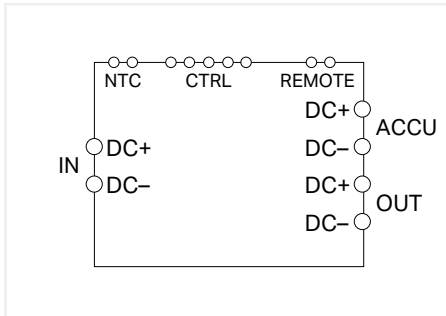 NTC CTRL REMOTE
DC+
ACCU
IN DC+ DC–
DC– DC+
OUT
DC–